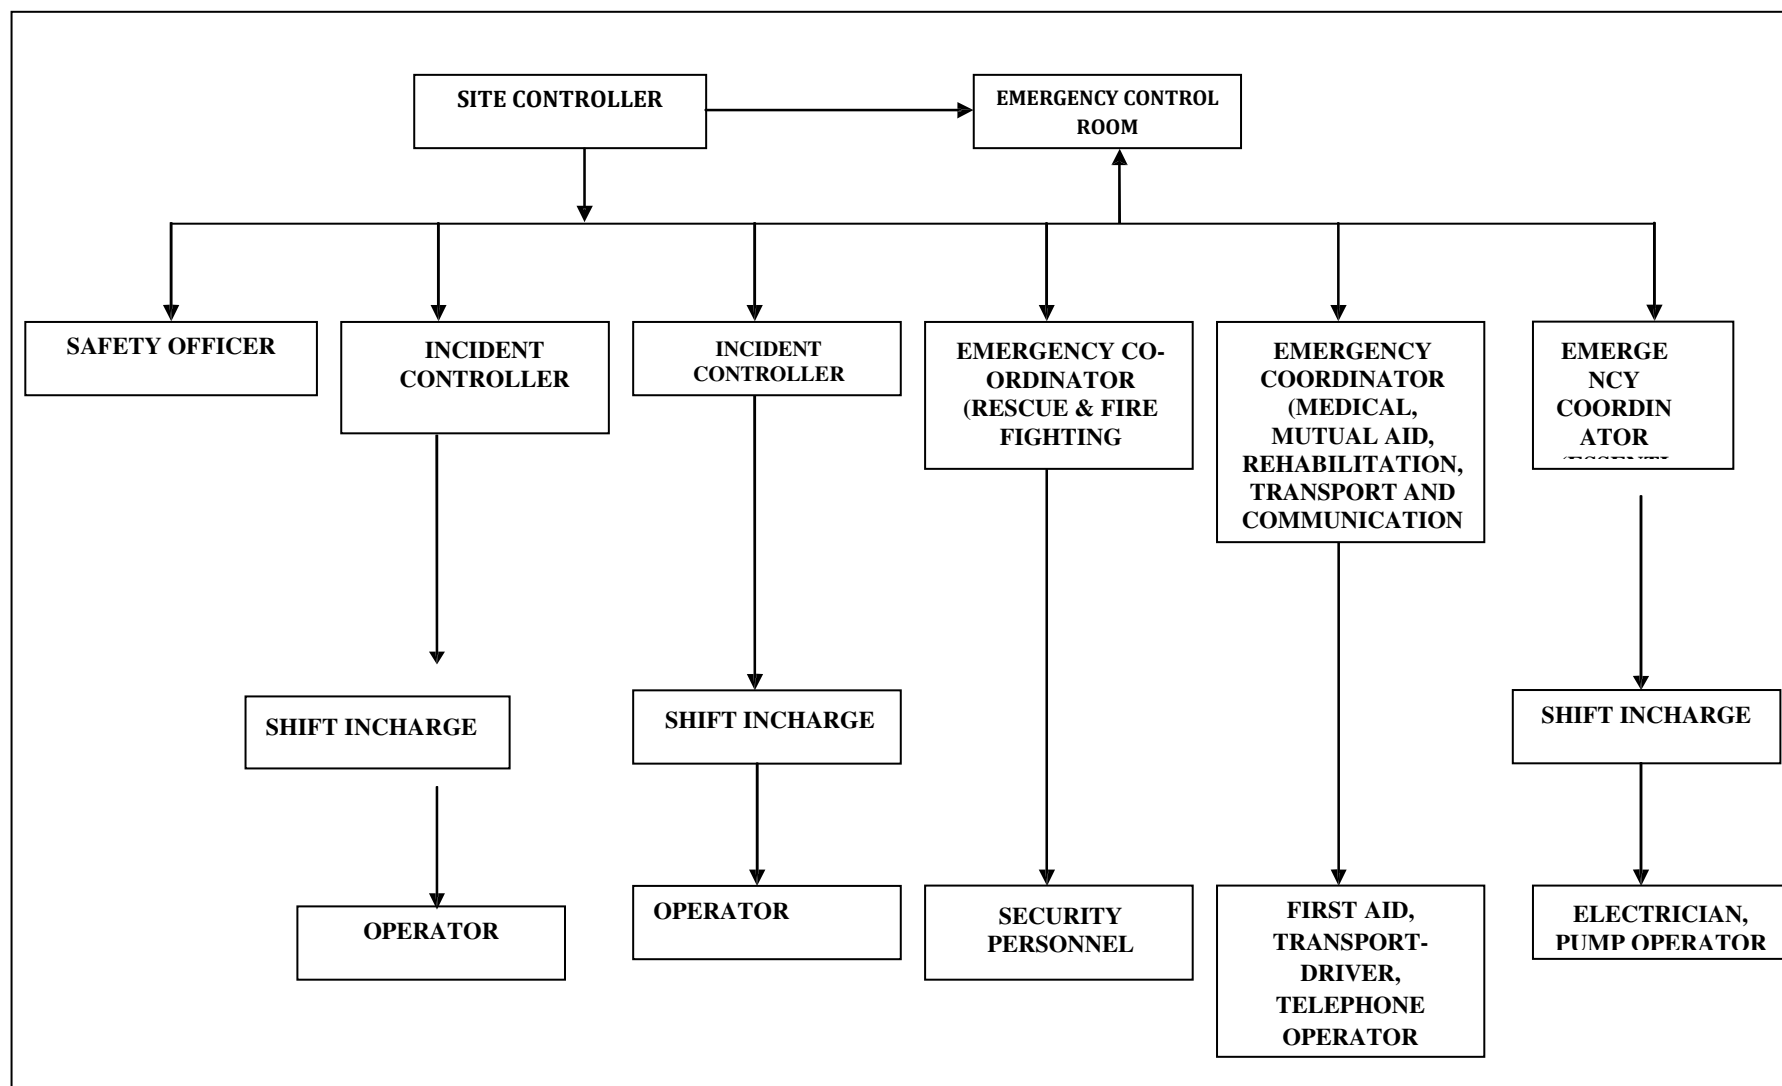 SITE CONTROLLER
EMERGENCY CONTROL
ROOM
SAFETY OFFICER
INCIDENT
CONTROLLER
INCIDENT
CONTROLLER
EMERGENCY CO-
ORDINATOR
(RESCUE & FIRE
FIGHTING
EMERGENCY
COORDINATOR
(MEDICAL,
MUTUAL AID,
REHABILITATION,
TRANSPORT AND
COMMUNICATION
EMERGE
NCY
COORDIN
ATOR
SHIFT INCHARGE
SHIFT INCHARGE
SHIFT INCHARGE
OPERATOR
OPERATOR
SECURITY
PERSONNEL
FIRST AID,
TRANSPORT-
DRIVER,
TELEPHONE
OPERATOR
ELECTRICIAN,
PUMP OPERATOR